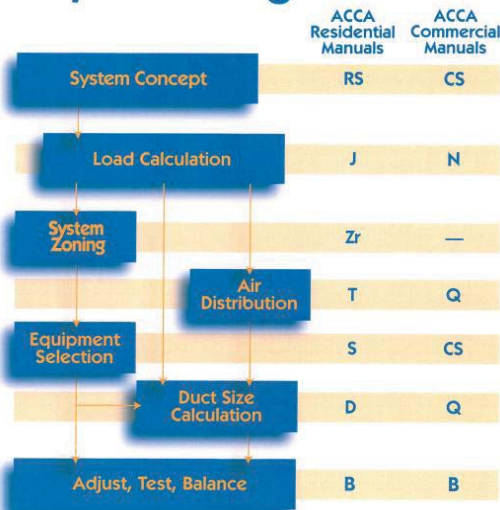 ACCA ACCA
Residential Commercial
Manuals Manuals
System Concept RS CS
Load Calculation J N
System
Zoning Zr —
Air
Distribution T Q
Equipment
Selection S CS
Duct Size
Calculation D Q
Adjust, Test, Balance B B